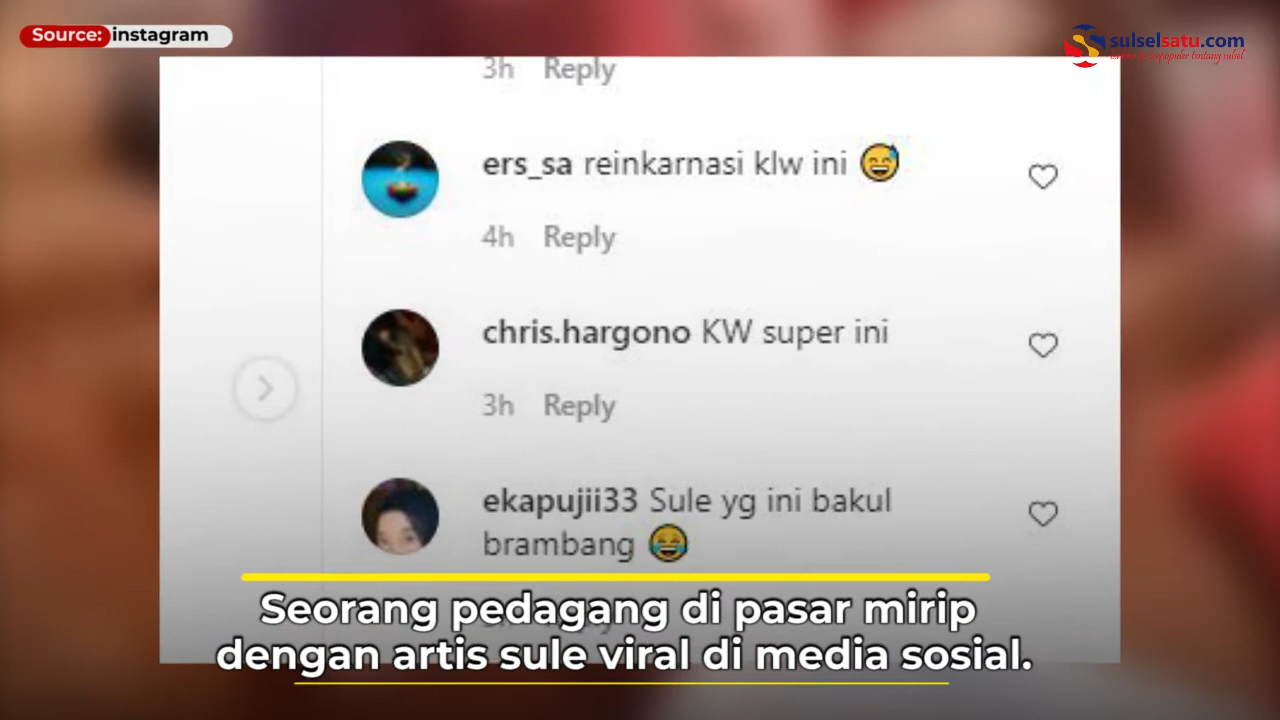 Source: instagram
sulselsatu.com
3h Reply
ers_sa reinkarnasi klw ini 😅
4h Reply
chris.hargono KW super ini
3h Reply
ekapujii33 Sule yg ini bakul
brambang 😂
Seorang pedagang di pasar mirip
dengan artis sule viral di media sosial.